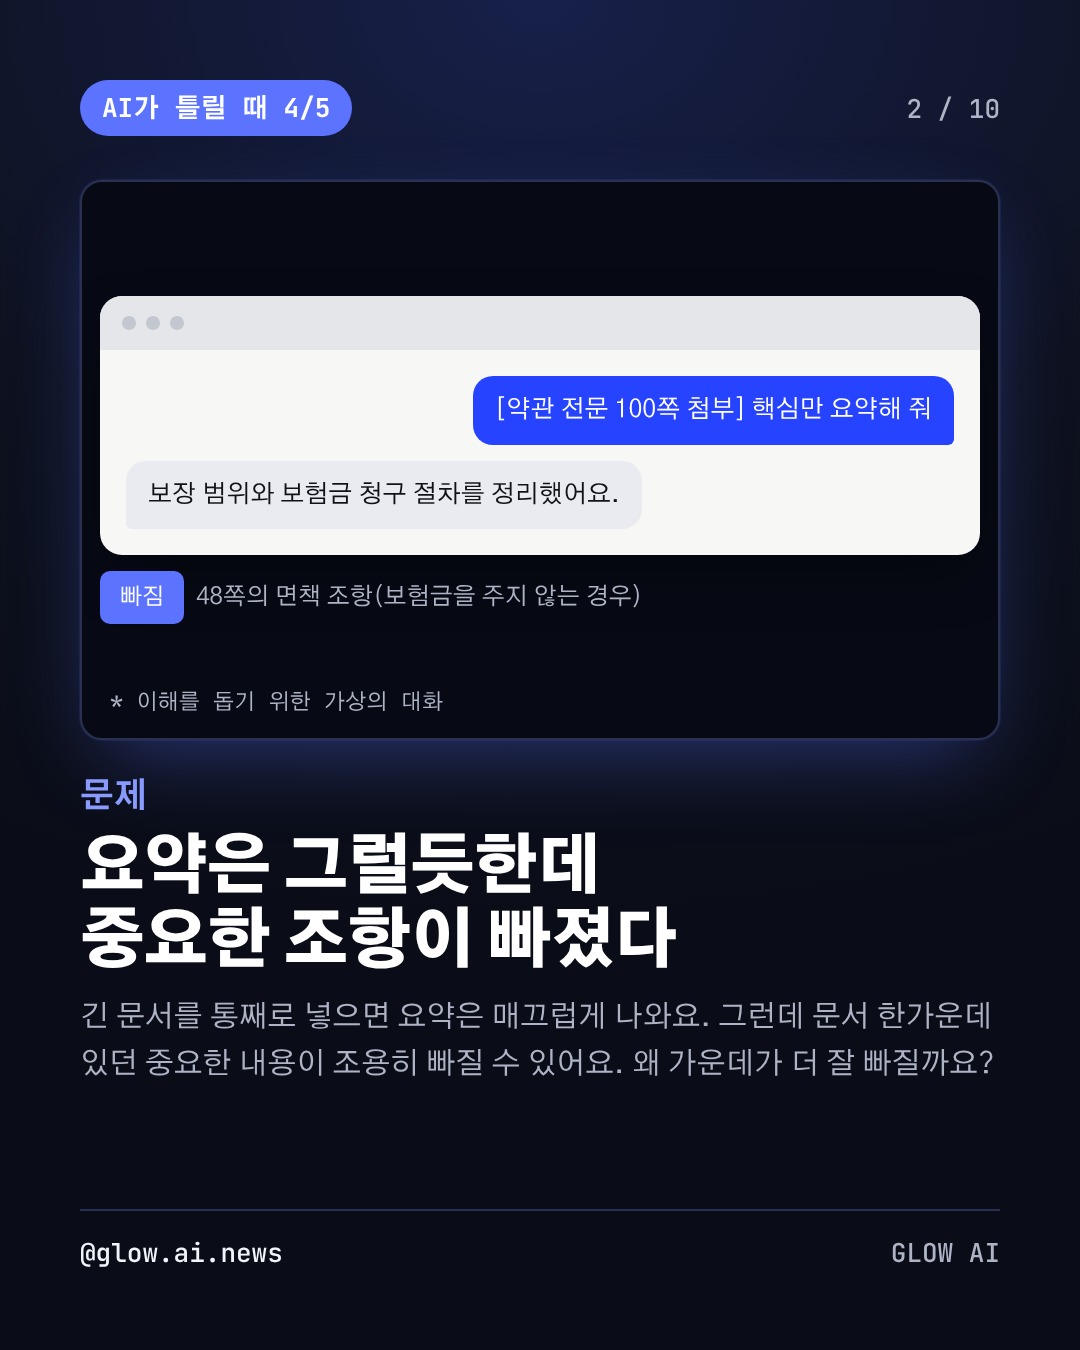 AI가 틀릴 때 4/5
2 / 10
[약관 전문 100쪽 첨부] 핵심만 요약해 줘
보장 범위와 보험금 청구 절차를 정리했어요.
빠짐 48쪽의 면책 조항(보험금을 주지 않는 경우)
* 이해를 돕기 위한 가상의 대화
문제
요약은 그럴듯한데
중요한 조항이 빠졌다
긴 문서를 통째로 넣으면 요약은 매끄럽게 나와요. 그런데 문서 한가운데
있던 중요한 내용이 조용히 빠질 수 있어요. 왜 가운데가 더 잘 빠질까요?
@glow.ai.news
GLOW AI